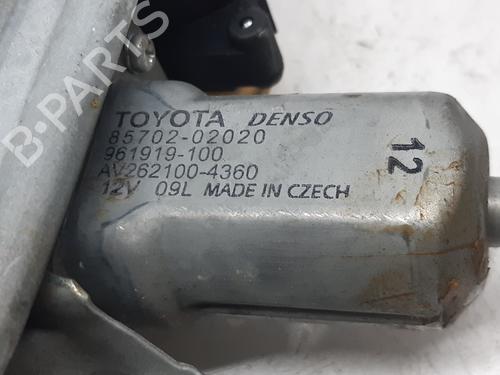 B-PARTS
TOYOTA DENSO
85702-02020
961919-100
AV262100-4360
12V 09L MADE IN CZECH
12